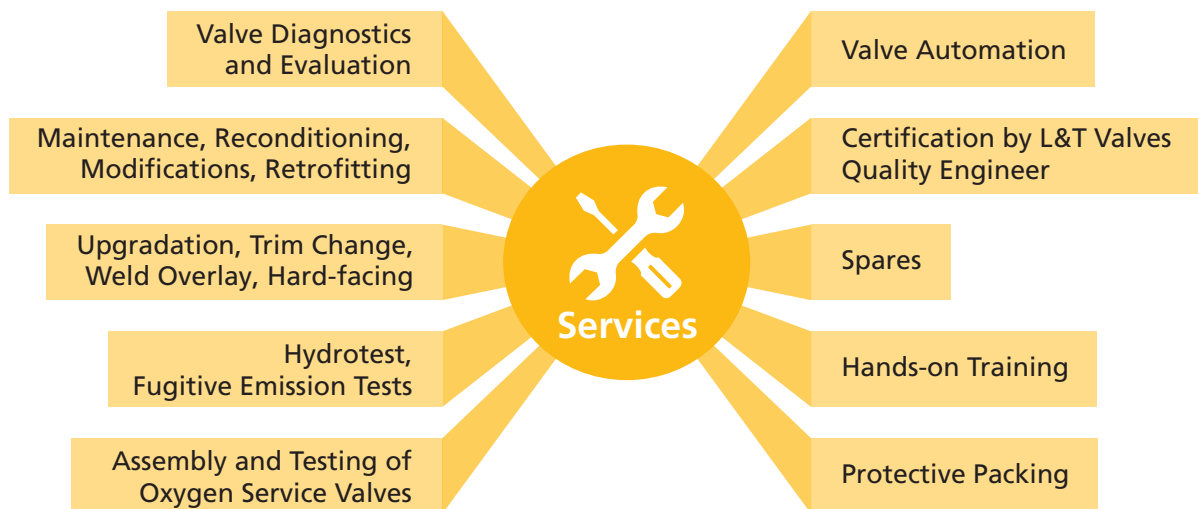 Valve Diagnostics
and Evaluation
Maintenance, Reconditioning,
Modifications, Retrofitting
Upgradation, Trim Change,
Weld Overlay, Hard-facing
Hydrotest,
Fugitive Emission Tests
Assembly and Testing of
Oxygen Service Valves
Services
Valve Automation
Certification by L&T Valves
Quality Engineer
Spares
Hands-on Training
Protective Packing